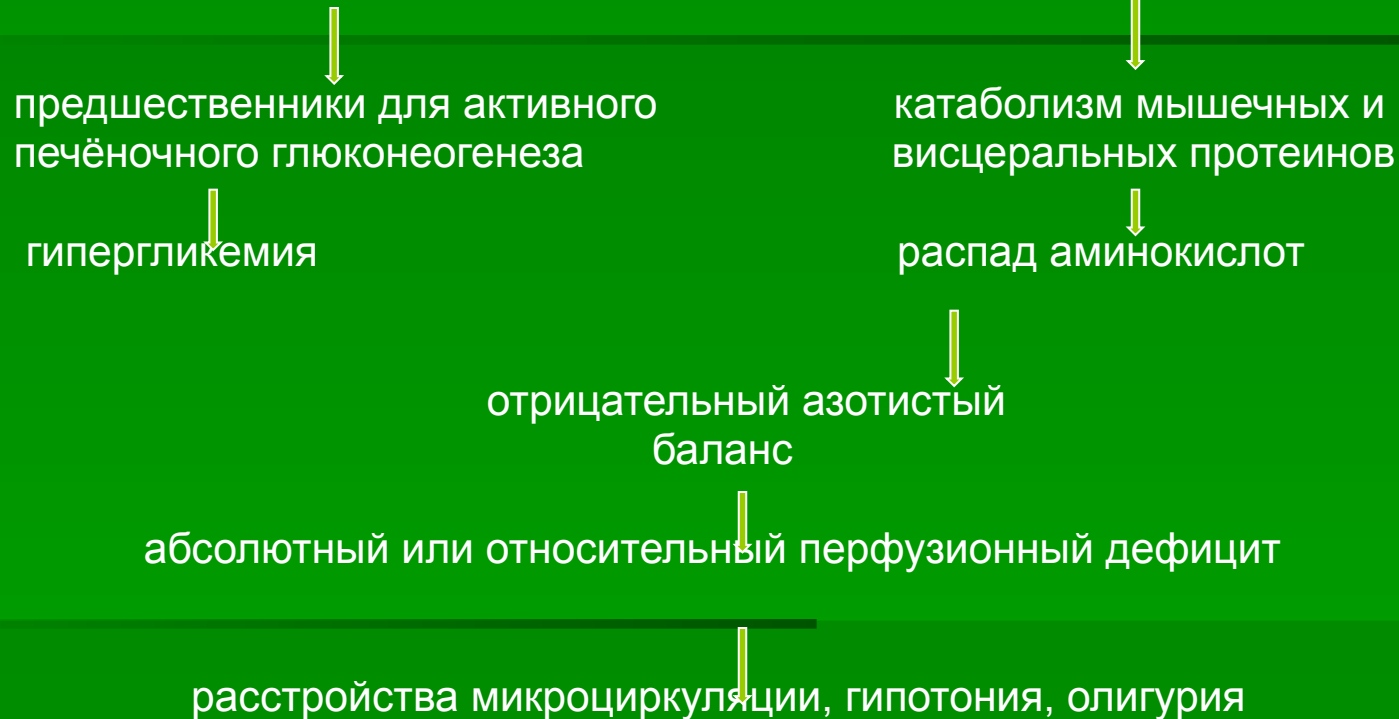 предшественники для активного
печёночного глюконеогенеза
катаболизм мышечных и
висцеральных протеинов
гипергликемия
распад аминокислот
отрицательный азотистый
баланс
абсолютный или относительный перфузионный дефицит
расстройства микроциркуляции, гипотония, олигурия